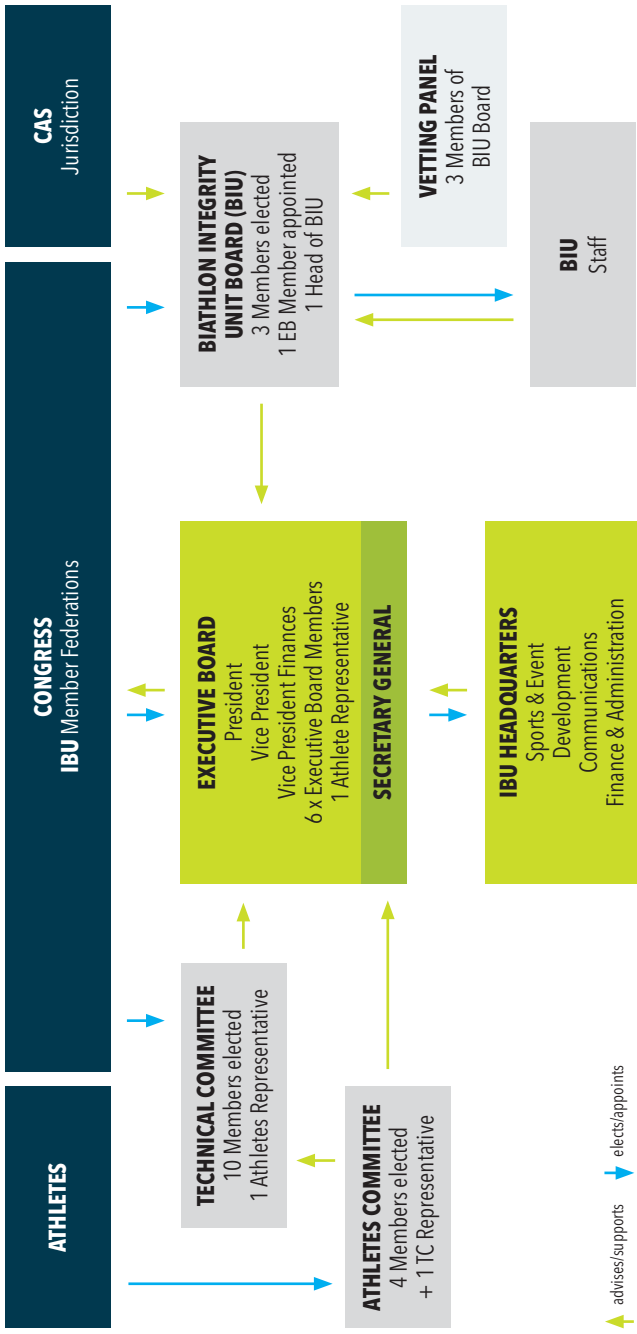 ATHLETES
CONGRESS
IBU Member Federations
CAS
Jurisdiction
TECHNICAL COMMITTEE
10 Members elected
1 Athletes Representative
EXECUTIVE BOARD
President
Vice President
Vice President Finances
6 x Executive Board Members
1 Athlete Representative
SECRETARY GENERAL
BIATHLON INTEGRITY
UNIT BOARD (BIU)
3 Members elected
1 EB Member appointed
1 Head of BIU
ATHLETES COMMITTEE
4 Members elected
+ 1 TC Representative
IBU HEADQUARTERS
Sports & Event
Development
Communications
Finance & Administration
VETTING PANEL
3 Members of
BIU Board
BIU
Staff
advises/supports
elects/appoints